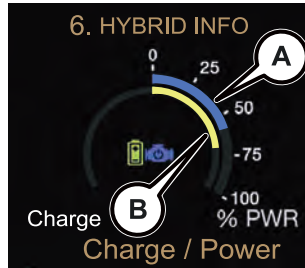 6. HYBRID INFO
0
25
A
50
-75
B
-100
Charge
% PWR
Charge / Power